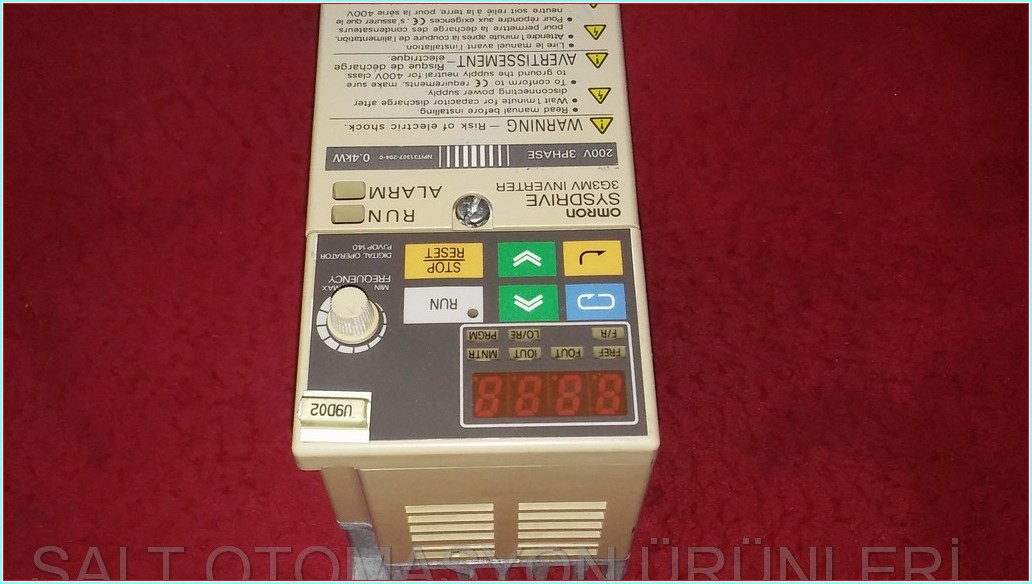 U9D02
8888
FREF FOUT IOUT MNTR
F/R LO/RE PRGM
RUN
STOP
RESET
MIN MAX
FREQUENCY
DIGITAL OPERATOR
PJVOP140
OMRON
SYSDRIVE
3G3MV INVERTER
RUN
ALARM
200V 3PHASE NPIT31307-204-0 0.4kW
WARNING — Risk of electric shock.
• Read manual before installing
• Wait 1 minute for capacitor discharge after
disconnecting power supply
• To conform to CE requirements, make sure
to ground the supply neutral for 400V class.
AVERTISSEMENT — Risque de décharge
électrique.
• Lire le manuel avant l'installation.
• Attendre 1 minute après la coupure de l'alimentation,
pour permettre la décharge des condensateurs.
• Pour répondre aux exigences CE, s'assurer que le
neutre soit relié à la terre, pour la série 400V
SALT OTOMASYON ÜRÜNLERİ